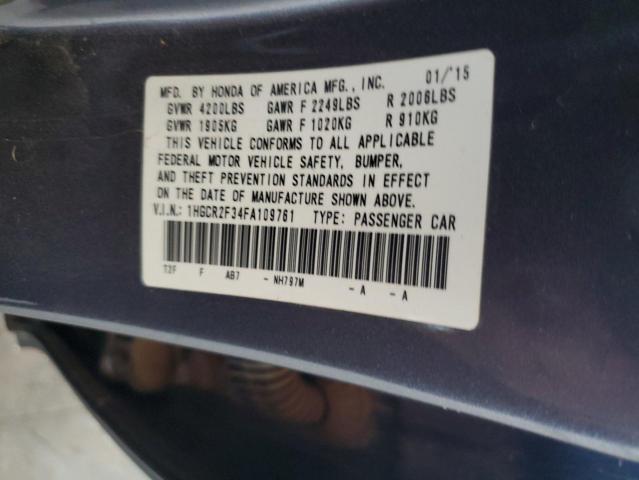 MFD. BY HONDA OF AMERICA MFG., INC. 01/'15
GVWR 4200LBS GAWR F 2249LBS R 2006LBS
GVWR 1905KG GAWR F 1020KG R 910KG
THIS VEHICLE CONFORMS TO ALL APPLICABLE
FEDERAL MOTOR VEHICLE SAFETY, BUMPER,
AND THEFT PREVENTION STANDARDS IN EFFECT
ON THE DATE OF MANUFACTURE SHOWN ABOVE.
V.I.N.: 1HGCR2F34FA109761 TYPE: PASSENGER CAR
T2F F AB7 - NH797M - A - A